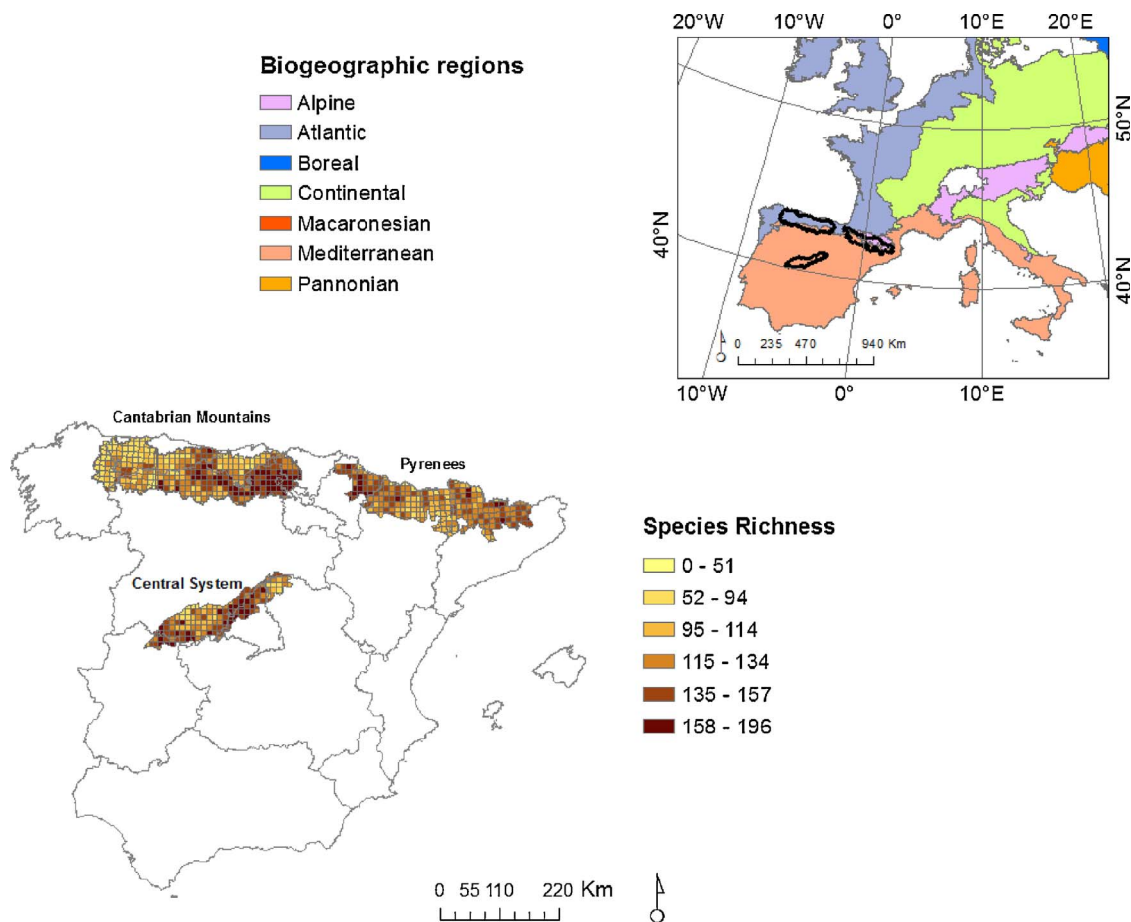 20°W 10°W 0° 10°E 20°E
Biogeographic regions
Alpine
Atlantic
Boreal
Continental
Macaronesian
Mediterranean
Pannonian
50°N
40°N
40°N
0 235 470 940 Km
10°W 0° 10°E
Cantabrian Mountains
Pyrenees
Central System
Species Richness
0 - 51
52 - 94
95 - 114
115 - 134
135 - 157
158 - 196
0 55 110 220 Km